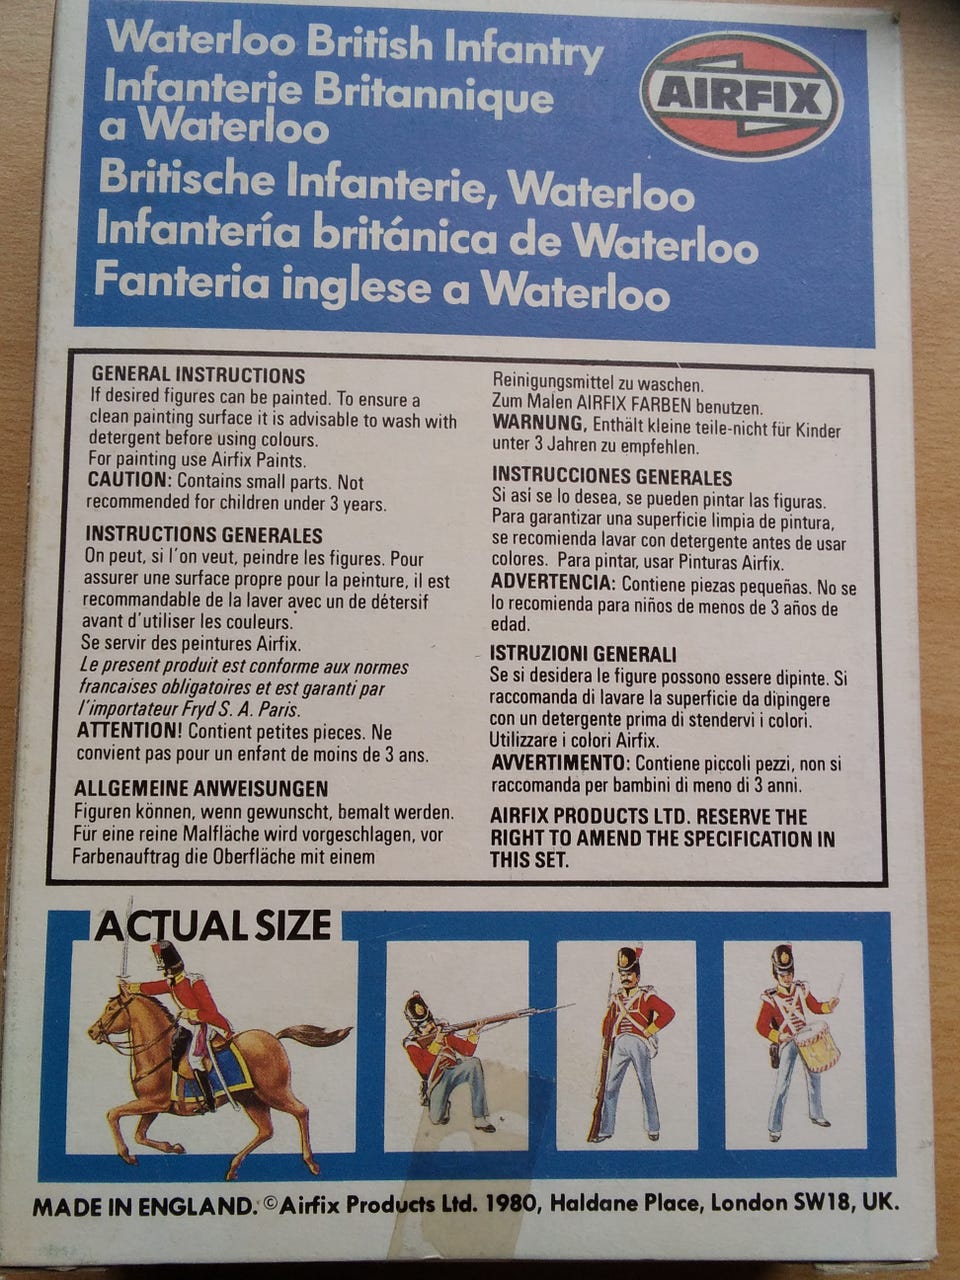 Waterloo British Infantry
Infanterie Britannique
a Waterloo
Britische Infanterie, Waterloo
Infantería británica de Waterloo
Fanteria inglese a Waterloo
AIRFIX
GENERAL INSTRUCTIONS
If desired figures can be painted. To ensure a
clean painting surface it is advisable to wash with
detergent before using colours.
For painting use Airfix Paints.
CAUTION: Contains small parts. Not
recommended for children under 3 years.
INSTRUCTIONS GENERALES
On peut, si l'on veut, peindre les figures. Pour
assurer une surface propre pour la peinture, il est
recommandable de la laver avec un de détersif
avant d'utiliser les couleurs.
Se servir des peintures Airfix.
Le present produit est conforme aux normes
francaises obligatoires et est garanti par
l'importateur Fryd S. A. Paris.
ATTENTION! Contient petites pieces. Ne
convient pas pour un enfant de moins de 3 ans.
ALLGEMEINE ANWEISUNGEN
Figuren können, wenn gewunscht, bemalt werden.
Für eine reine Malfläche wird vorgeschlagen, vor
Farbenauftrag die Oberfläche mit einem
Reinigungsmittel zu waschen.
Zum Malen AIRFIX FARBEN benutzen.
WARNUNG, Enthält kleine teile-nicht für Kinder
unter 3 Jahren zu empfehlen.
INSTRUCCIONES GENERALES
Si así se lo desea, se pueden pintar las figuras.
Para garantizar una superficie limpia de pintura,
se recomienda lavar con detergente antes de usar
colores. Para pintar, usar Pinturas Airfix.
ADVERTENCIA: Contiene piezas pequeñas. No se
lo recomienda para niños de menos de 3 años de
edad.
ISTRUZIONI GENERALI
Se si desidera le figure possono essere dipinte. Si
raccomanda di lavare la superficie da dipingere
con un detergente prima di stendervi i colori.
Utilizzare i colori Airfix.
AVVERTIMENTO: Contiene piccoli pezzi, non si
raccomanda per bambini di meno di 3 anni.
AIRFIX PRODUCTS LTD. RESERVE THE
RIGHT TO AMEND THE SPECIFICATION IN
THIS SET.
ACTUAL SIZE
MADE IN ENGLAND. © Airfix Products Ltd. 1980, Haldane Place, London SW18, UK.